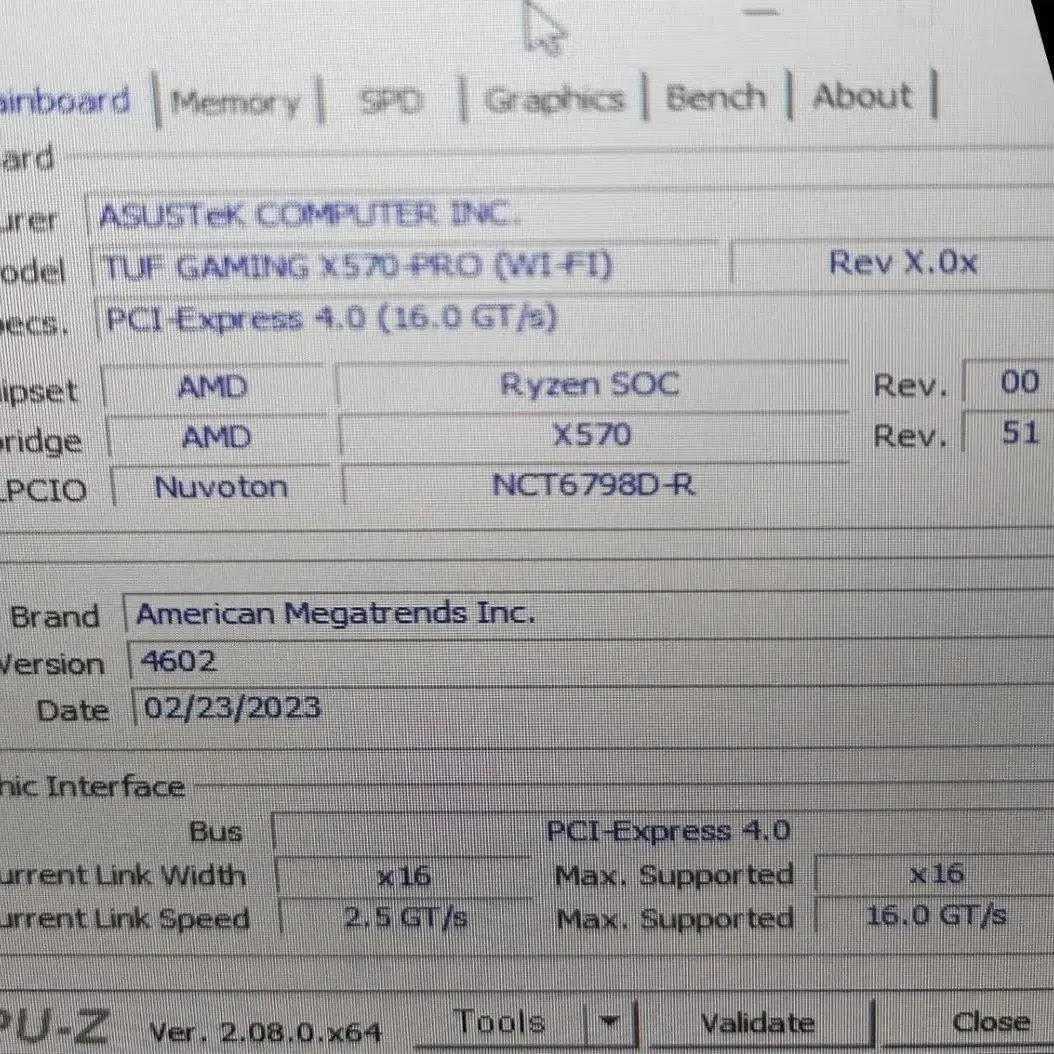 ainboard Memory SPD Graphics Bench About
ard
urer ASUSTeK COMPUTER INC.
odel TUF GAMING X570-PRO (WI-FI) Rev X.0x
ecs. PCI-Express 4.0 (16.0 GT/s)
ipset AMD Ryzen SOC Rev. 00
bridge AMD X570 Rev. 51
LPCIO Nuvoton NCT6798D-R
Brand American Megatrends Inc.
Version 4602
Date 02/23/2023
hic Interface
Bus PCI-Express 4.0
urrent Link Width x16 Max. Supported x16
urrent Link Speed 2.5 GT/s Max. Supported 16.0 GT/s
PU-Z Ver. 2.08.0.x64 Tools Validate Close